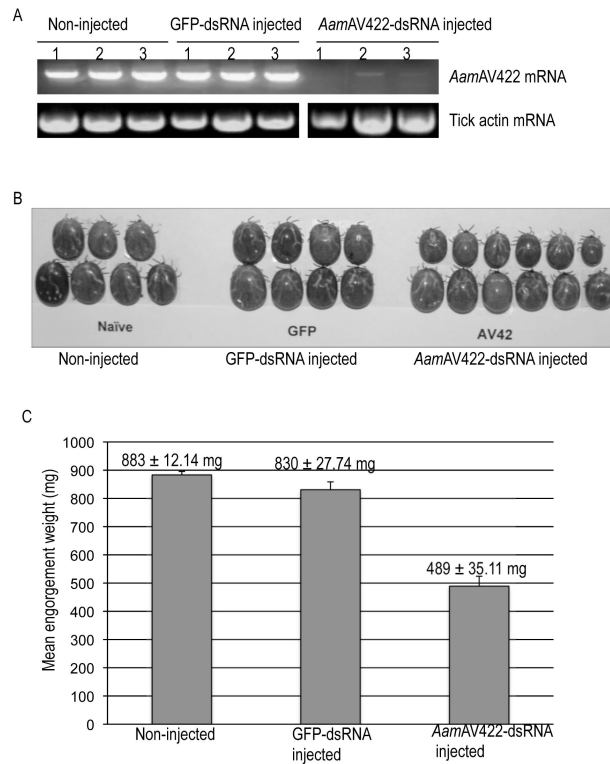 A
Non-injected GFP-dsRNA injected AamAV422-dsRNA injected
1 2 3 1 2 3 1 2 3
AamAV422 mRNA
Tick actin mRNA
B
Naïve GFP AV42
Non-injected GFP-dsRNA injected AamAV422-dsRNA injected
C
Mean engorgement weight (mg)
1000
900
800
700
600
500
400
300
200
100
0
883 ± 12.14 mg
830 ± 27.74 mg
489 ± 35.11 mg
Non-injected
GFP-dsRNA
injected
AamAV422-dsRNA
injected